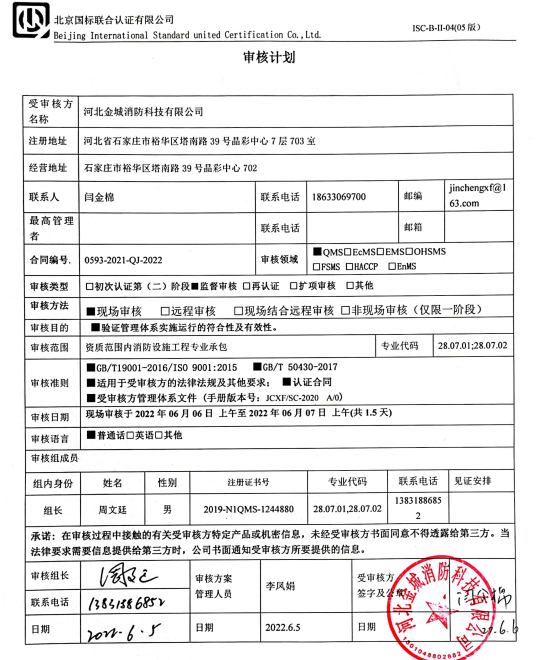 北京国标联合认证有限公司
Beijing International Standard united Certification Co.,Ltd.
ISC-B-II-04(05 版)
审核计划
受审核方名称 河北金城消防科技有限公司
注册地址 河北省石家庄市裕华区塔南路 39 号晶彩中心 7 层 703 室
经营地址 石家庄市裕华区塔南路 39 号晶彩中心 702
联系人 闫金棉 联系电话 18633069700 邮编 jinchengxf@163.com
最高管理者 联系电话 邮箱
合同编号. 0593-2021-QJ-2022 审核领域 ■QMS□EcMS□EMS□OHSMS
□FSMS □HACCP □EnMS
审核类型 □初次认证第（二）阶段■监督审核 □再认证 □扩项审核 □其他
审核方法 ■现场审核 □远程审核 □现场结合远程审核 □非现场审核（仅限一阶段）
审核目的 ■验证管理体系实施运行的符合性及有效性。
审核范围 资质范围内消防设施工程专业承包 专业代码 28.07.01;28.07.02
审核准则 ■GB/T19001-2016/ISO 9001:2015 ■GB/T 50430-2017
■适用于受审核方的法律法规及其他要求; ■认证合同
■受审核方管理体系文件（手册版本号: JCXF/SC-2020 A/0）
审核日期 现场审核于 2022 年 06 月 06 日 上午至 2022 年 06 月 07 日 上午(共 1.5 天)
审核语言 ■普通话□英语□其他
审核组成员
组内身份 姓名 性别 注册证书号 专业代码 联系电话 见证安排
组长 周文廷 男 2019-N1QMS-1244880 28.07.01,28.07.02 13831886852
承诺: 在审核过程中接触的有关受审核方特定产品或机密信息, 未经受审核方书面同意不得透露给第三方。当
法律要求需要信息提供给第三方时, 公司书面通知受审核方所要提供的信息。
审核组长 审核方案管理人员 李凤娟 受审核方签字及公章
联系电话 13831886852
日期 2022.6.5 日期 2022.6.5 日期
河北金城消防科技有限公司